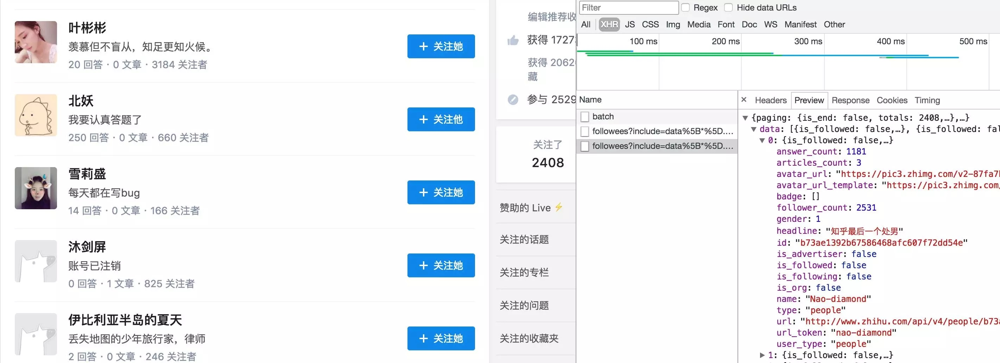 叶彬彬
羡慕但不盲从，知足更知火候。
20 回答 · 0 文章 · 3184 关注者
+ 关注她
北妖
我要认真答题了
250 回答 · 0 文章 · 660 关注者
+ 关注他
雪莉盛
每天都在写bug
14 回答 · 0 文章 · 166 关注者
+ 关注她
沐剑屏
账号已注销
0 回答 · 1 文章 · 825 关注者
+ 关注她
伊比利亚半岛的夏天
丢失地图的少年旅行家，律师
2 回答 · 0 文章 · 246 关注者
+ 关注她
编辑推荐收
获得 1727
获得 2062
藏
参与 2529
关注了
2408
赞助的 Live ⚡
关注的话题
关注的专栏
关注的问题
关注的收藏夹
Filter
Regex
Hide data URLs
All XHR JS CSS Img Media Font Doc WS Manifest Other
100 ms 200 ms 300 ms 400 ms 500 ms
Name
batch
followees?include=data%5B*%5D....
followees?include=data%5B*%5D....
× Headers Preview Response Cookies Timing
▼ {paging: {is_end: false, totals: 2408,…},…}
▼ data: [{is_followed: false,…}, {is_followed: fal
▼ 0: {is_followed: false,…}
answer_count: 1181
articles_count: 3
avatar_url: "https://pic3.zhimg.com/v2-87fa7
avatar_url_template: "https://pic3.zhimg.com/
badge: []
follower_count: 2531
gender: 1
headline: "知乎最后一个处男"
id: "b73ae1392b67586468afc607f72dd54e"
is_advertiser: false
is_followed: false
is_following: false
is_org: false
name: "Nao-diamond"
type: "people"
url: "http://www.zhihu.com/api/v4/people/b73a
url_token: "nao-diamond"
user_type: "people"
▶ 1: {is_followed: false,…}